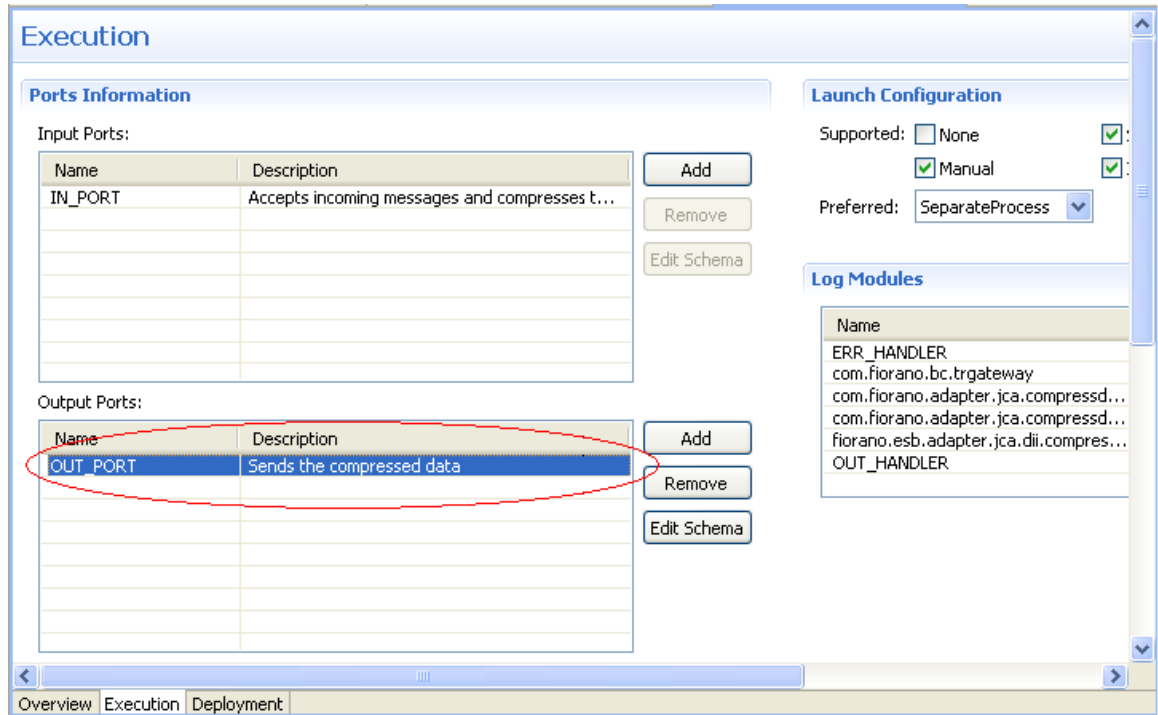 Execution
Ports Information
Input Ports:
Name Description
IN_PORT Accepts incoming messages and compresses t...
Add
Remove
Edit Schema
Output Ports:
Name Description
OUT_PORT Sends the compressed data
Add
Remove
Edit Schema
Launch Configuration
Supported: None
Manual
Preferred: SeparateProcess
Log Modules
Name
ERR_HANDLER
com.fiorano.bc.trgateway
com.fiorano.adapter.jca.compressd...
com.fiorano.adapter.jca.compressd...
fiorano.esb.adapter.jca.dii.compres...
OUT_HANDLER
Overview Execution Deployment